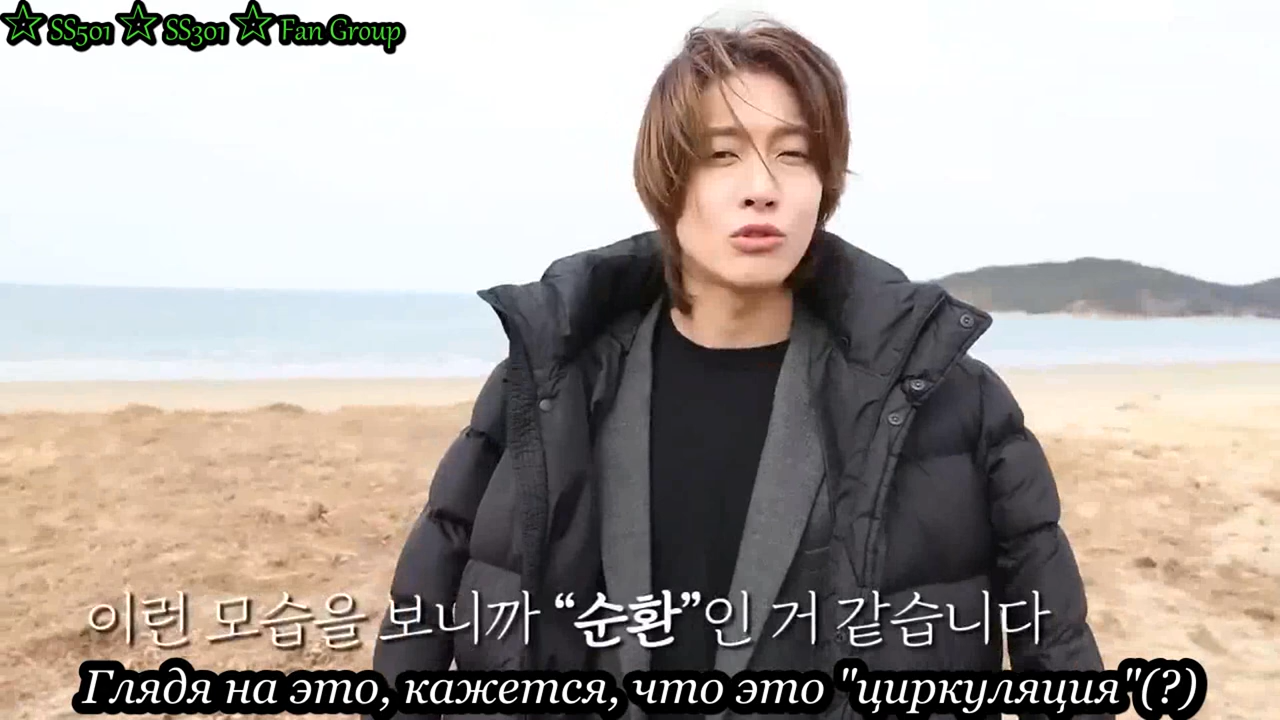 ☆ SS501 ☆ SS301 ☆ Fan Group
이런 모습을 보니까 “순환”인 거 같습니다
Глядя на это, кажется, что это "циркуляция"(?)